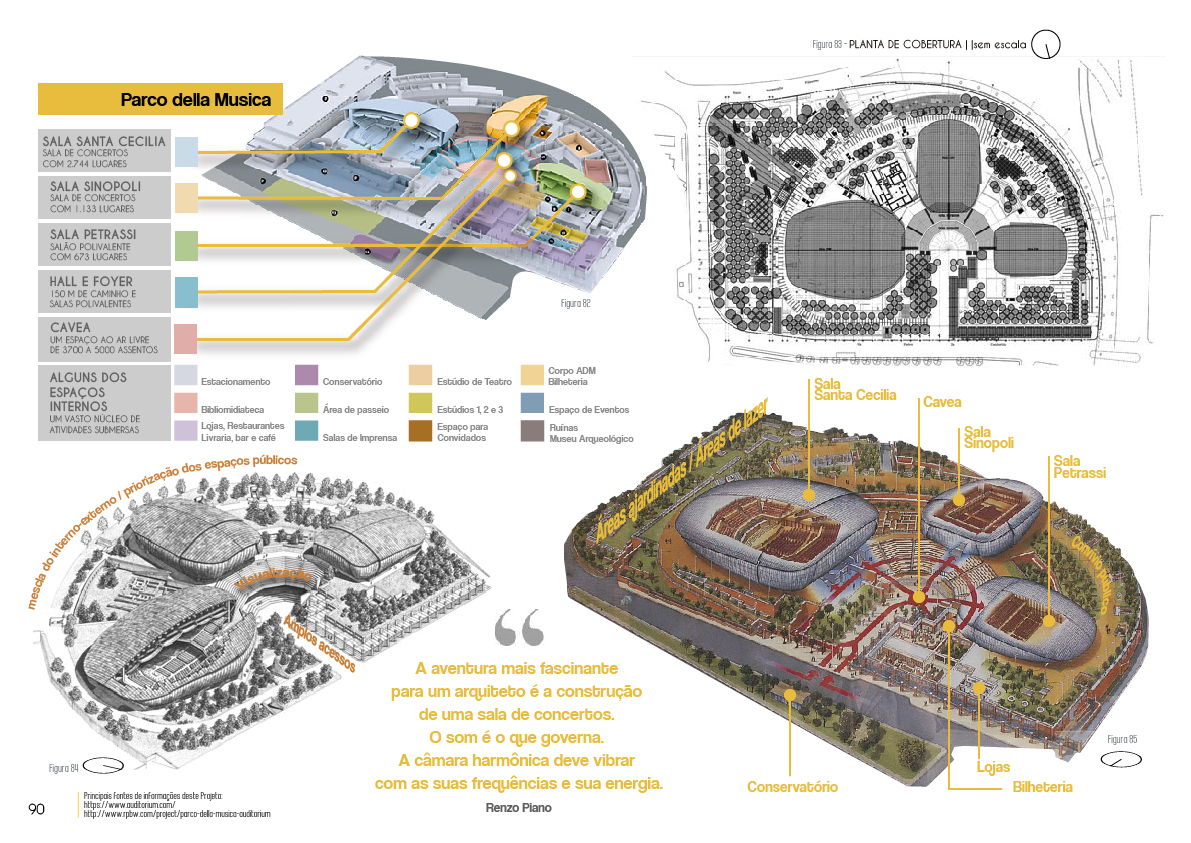 Figura 83 - PLANTA DE COBERTURA | |sem escala
Parco della Musica
SALA SANTA CECILIA
SALA DE CONCERTOS
COM 2.744 LUGARES
SALA SINOPOLI
SALA DE CONCERTOS
COM 1.133 LUGARES
SALA PETRASSI
SALÃO POLIVALENTE
COM 673 LUGARES
HALL E FOYER
150 M DE CAMINHO E
SALAS POLIVALENTES
CAVEA
UM ESPAÇO AO AR LIVRE
DE 3700 A 5000 ASSENTOS
Figura 82
ALGUNS DOS
ESPAÇOS
INTERNOS
UM VASTO NÚCLEO DE
ATIVIDADES SUBMERSAS
Estacionamento
Conservatório
Estúdio de Teatro
Corpo ADM
Bilheteria
Bibliomidiateca
Área de passeio
Estúdios 1, 2 e 3
Espaço de Eventos
Lojas, Restaurantes
Livraria, bar e café
Salas de Imprensa
Espaço para
Convidados
Ruínas
Museu Arqueológico
mescla do interno-externo / priorização dos espaços públicos
visualização
Amplos acessos
Figura 84
Áreas ajardinadas / Áreas de lazer
Sala
Santa Cecilia
Cavea
Sala
Sinopoli
Sala
Petrassi
Convívio públicos
Figura 85
Lojas
Conservatório
Bilheteria
A aventura mais fascinante
para um arquiteto é a construção
de uma sala de concertos.
O som é o que governa.
A câmara harmônica deve vibrar
com as suas frequências e sua energia.
Renzo Piano
90
Principais Fontes de informações deste Projeto:
https://www.auditorium.com/
http://www.rpbw.com/project/parco-della-musica-auditorium